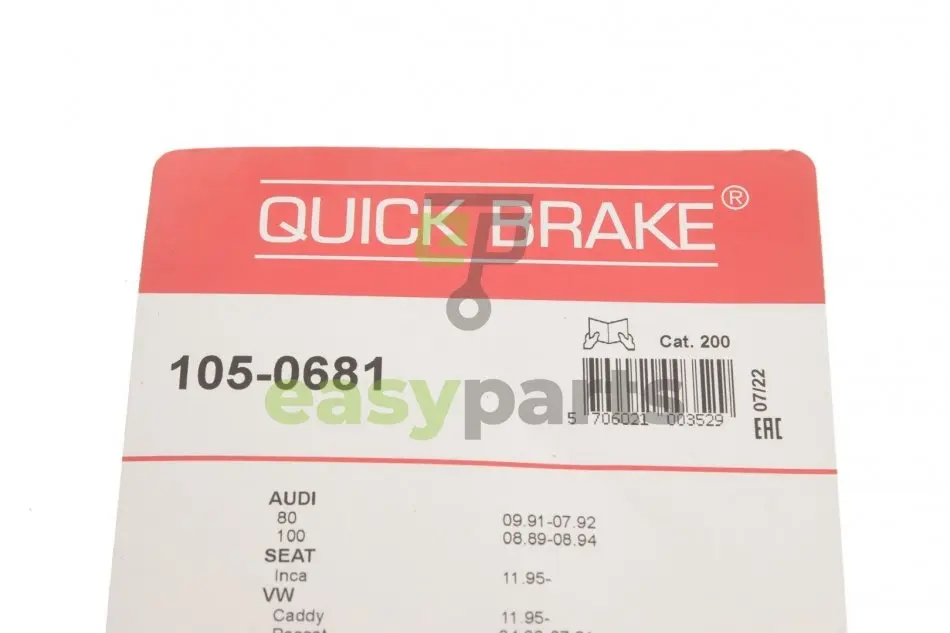 QUICK BRAKE®
Cat. 200
105-0681
easyparts
5 706021 003529
07/22
EAC
AUDI
80 09.91-07.92
100 08.89-08.94
SEAT
Inca 11.95-
VW
Caddy 11.95-